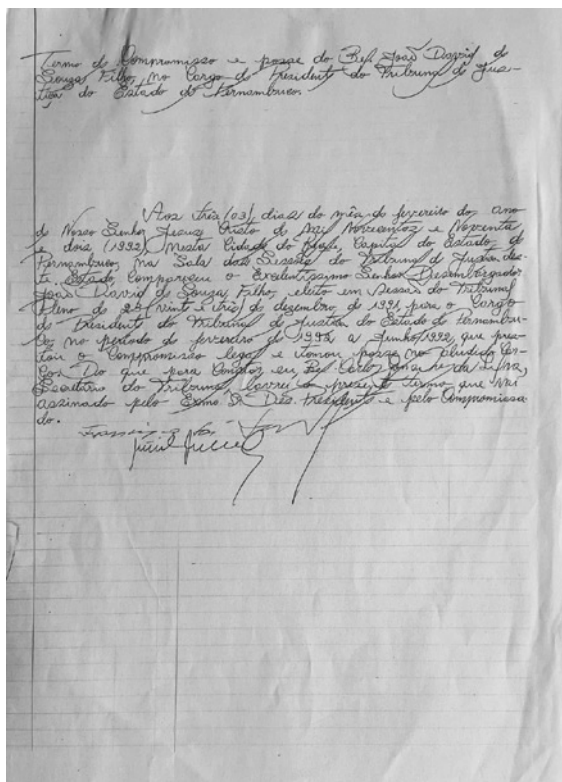 Termo de Compromisso e posse do Bel. João David de
Souza Filho, no Cargo de Presidente do Tribunal de Jus-
tiça do Estado de Pernambuco.
Aos três (03) dias do mês de fevereiro do ano
de Nosso Senhor Jesus Cristo de Mil Novecentos e Noventa
e dois (1992) nesta Cidade do Recife, Capital do Estado de
Pernambuco, na Sala das Sessões do Tribunal de Justiça des-
te, Estado, Compareceu o Excelentíssimo Senhor Desembargador
João David de Souza Filho, eleito em Sessão do Tribunal
Pleno de 23 (vinte e três) de dezembro de 1991, para o Cargo
de Presidente do Tribunal de Justiça do Estado de Pernambu-
co, no período de fevereiro de 1992 a Junho/1992, que pres-
tou o Compromisso legal e tomou posse no aludido Car-
go. Do que para Constar eu, Bel. Carlos da Silva,
Secretário do Tribunal lavrei o presente termo que vai
assinado pelo Exmo. Sr. Des. Presidente e pelo Compromissa-
do.